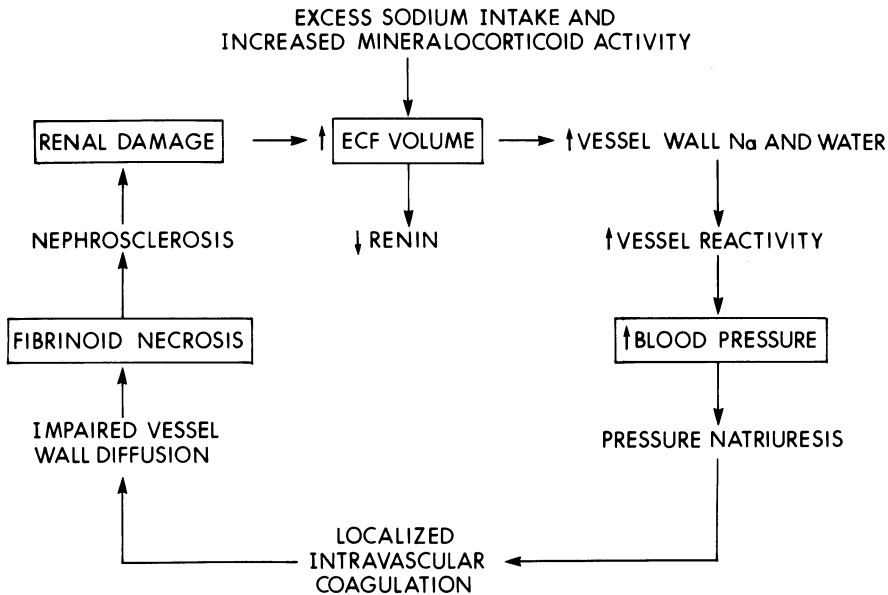 EXCESS SODIUM INTAKE AND
INCREASED MINERALOCORTICOID ACTIVITY
RENAL DAMAGE
↑ ECF VOLUME
↑VESSEL WALL Na AND WATER
NEPHROSCLEROSIS
↓ RENIN
↑VESSEL REACTIVITY
FIBRINOID NECROSIS
↑BLOOD PRESSURE
IMPAIRED VESSEL
WALL DIFFUSION
PRESSURE NATRIURESIS
LOCALIZED
INTRAVASCULAR
COAGULATION